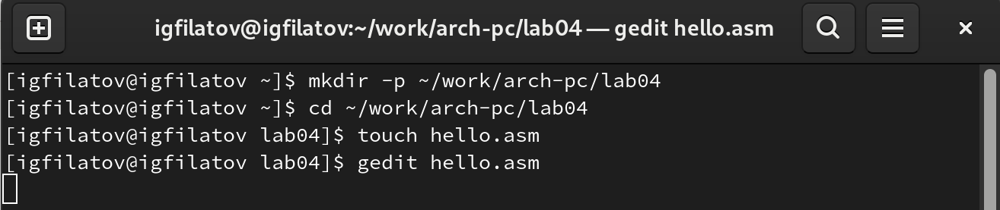 igfilatov@igfilatov:~/work/arch-pc/lab04 — gedit hello.asm
[igfilatov@igfilatov ~]$ mkdir -p ~/work/arch-pc/lab04
[igfilatov@igfilatov ~]$ cd ~/work/arch-pc/lab04
[igfilatov@igfilatov lab04]$ touch hello.asm
[igfilatov@igfilatov lab04]$ gedit hello.asm